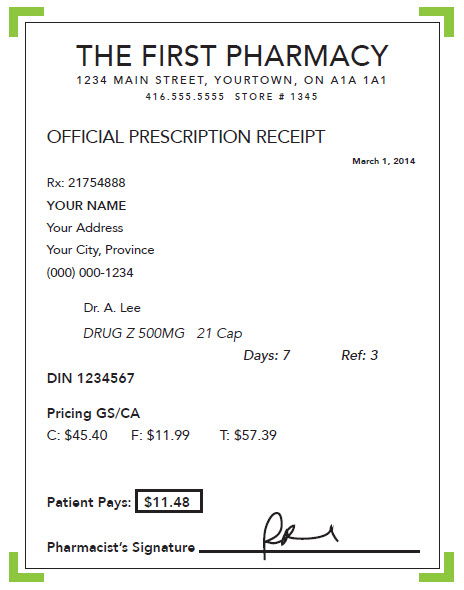 THE FIRST PHARMACY
1234 MAIN STREET, YOURTOWN, ON A1A 1A1
416.555.5555 STORE # 1345
OFFICIAL PRESCRIPTION RECEIPT
March 1, 2014
Rx: 21754888
YOUR NAME
Your Address
Your City, Province
(000) 000-1234
Dr. A. Lee
DRUG Z 500MG 21 Cap
Days: 7 Ref: 3
DIN 1234567
Pricing GS/CA
C: $45.40 F: $11.99 T: $57.39
Patient Pays: $11.48
Pharmacist's Signature